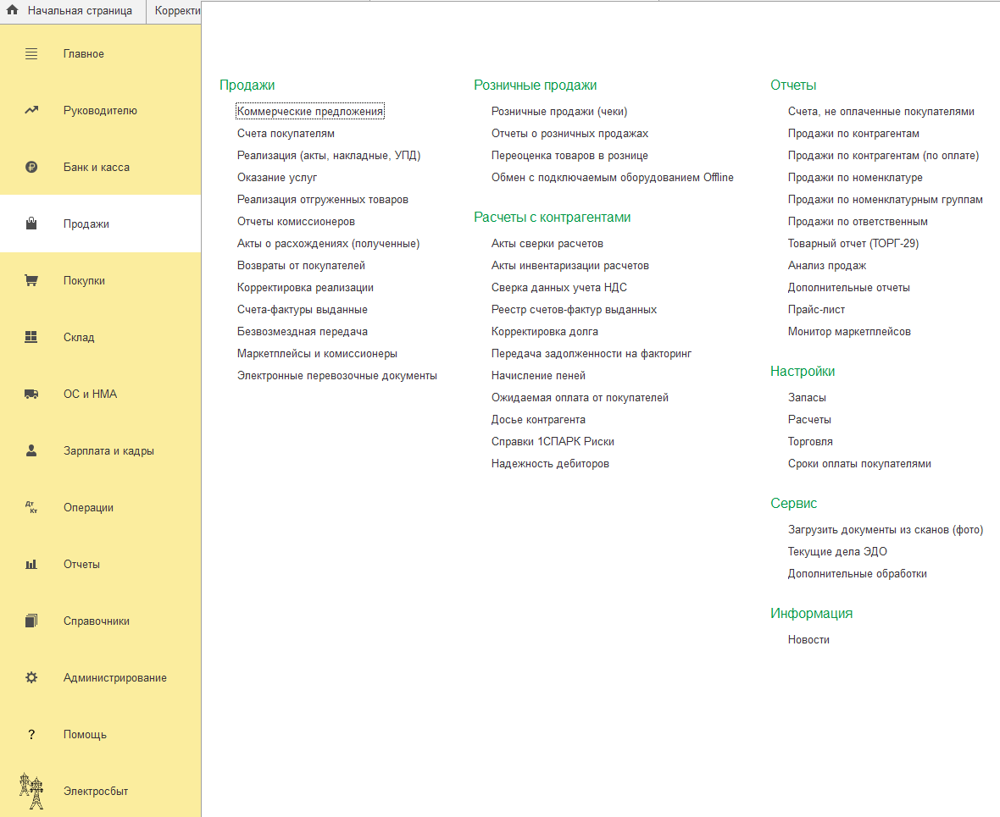 Начальная страница
Корректи
Главное
Руководителю
Банк и касса
Продажи
Покупки
Склад
ОС и НМА
Зарплата и кадры
Дт
Кт
Операции
Отчеты
Справочники
Администрирование
?
Помощь
Электросбыт
Продажи
Коммерческие предложения
Счета покупателям
Реализация (акты, накладные, УПД)
Оказание услуг
Реализация отгруженных товаров
Отчеты комиссионеров
Акты о расхождениях (полученные)
Возвраты от покупателей
Корректировка реализации
Счета-фактуры выданные
Безвозмездная передача
Маркетплейсы и комиссионеры
Электронные перевозочные документы
Розничные продажи
Розничные продажи (чеки)
Отчеты о розничных продажах
Переоценка товаров в рознице
Обмен с подключаемым оборудованием Offline
Расчеты с контрагентами
Акты сверки расчетов
Акты инвентаризации расчетов
Сверка данных учета НДС
Реестр счетов-фактур выданных
Корректировка долга
Передача задолженности на факторинг
Начисление пеней
Ожидаемая оплата от покупателей
Досье контрагента
Справки 1СПАРК Риски
Надежность дебиторов
Отчеты
Счета, не оплаченные покупателями
Продажи по контрагентам
Продажи по контрагентам (по оплате)
Продажи по номенклатуре
Продажи по номенклатурным группам
Продажи по ответственным
Товарный отчет (ТОРГ-29)
Анализ продаж
Дополнительные отчеты
Прайс-лист
Монитор маркетплейсов
Настройки
Запасы
Расчеты
Торговля
Сроки оплаты покупателями
Сервис
Загрузить документы из сканов (фото)
Текущие дела ЭДО
Дополнительные обработки
Информация
Новости